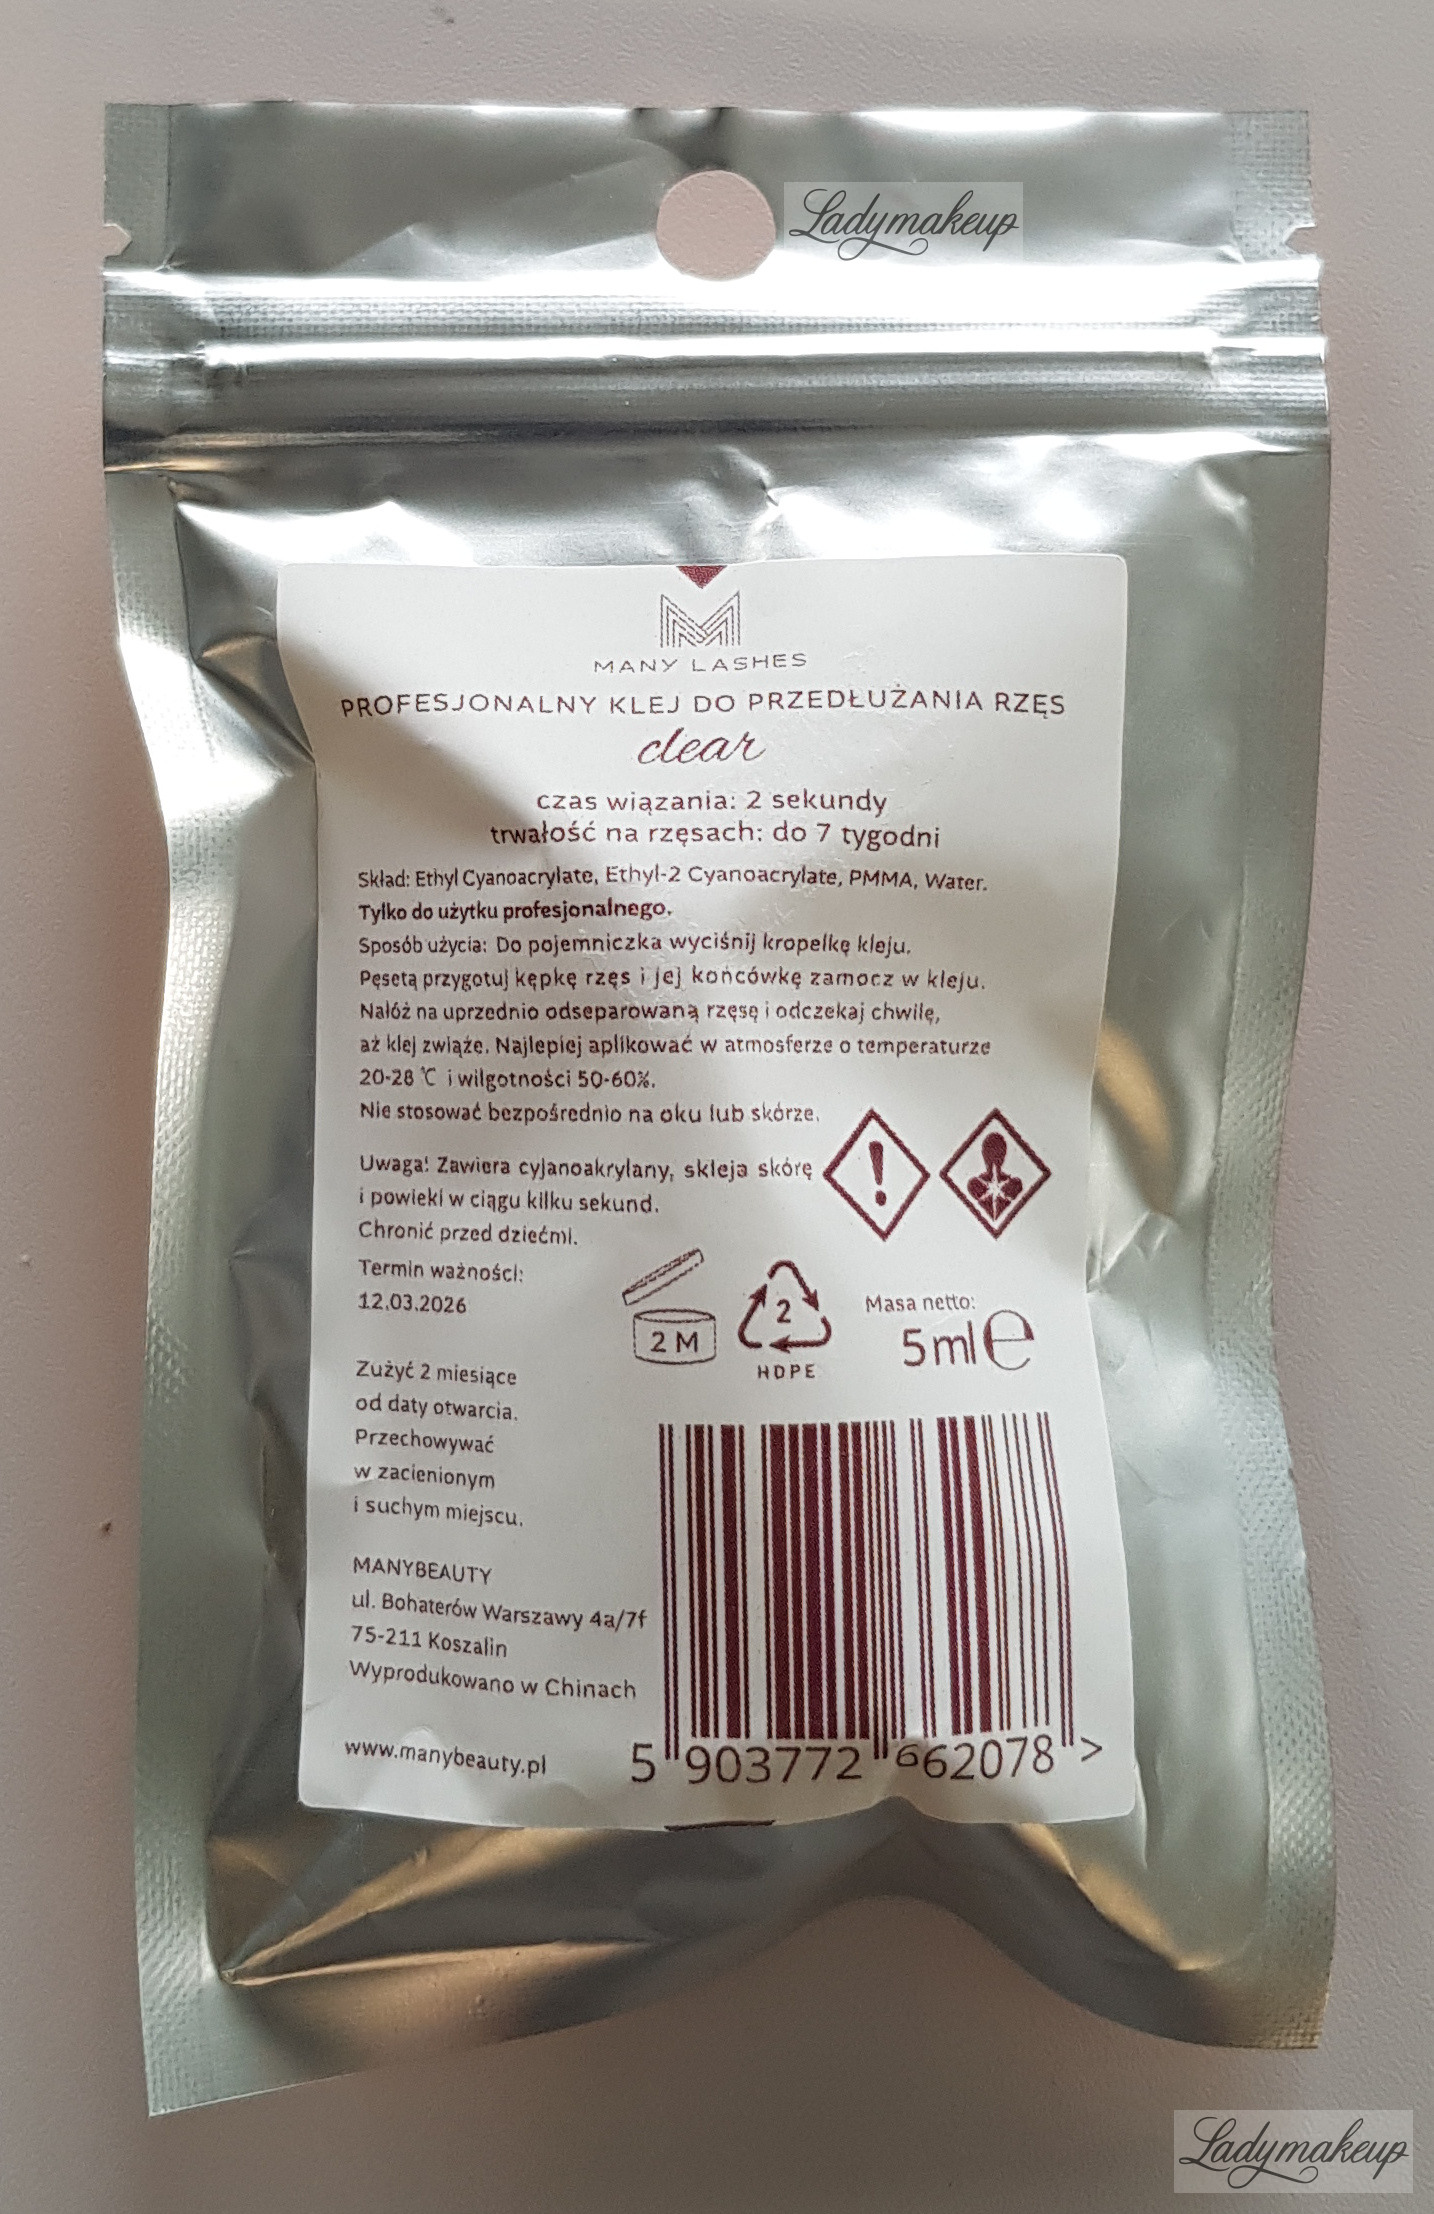 Ladymakeup
MANY LASHES
PROFESJONALNY KLEJ DO PRZEDŁUŻANIA RZĘS
clear
czas wiązania: 2 sekundy
trwałość na rzęsach: do 7 tygodni
Skład: Ethyl Cyanoacrylate, Ethyl-2 Cyanoacrylate, PMMA, Water.
Tylko do użytku profesjonalnego.
Sposób użycia: Do pojemniczka wyciśnij kropelkę kleju.
Pęsetą przygotuj kępkę rzęs i jej końcówkę zamocz w kleju.
Nałóż na uprzednio odseparowaną rzęsę i odczekaj chwilę,
aż klej zwiąże. Najlepiej aplikować w atmosferze o temperaturze
20-28 ℃ i wilgotności 50-60%.
Nie stosować bezpośrednio na oku lub skórze.
Uwaga! Zawiera cyjanoakrylany, skleja skórę
i powieki w ciągu kilku sekund.
Chronić przed dziećmi.
Termin ważności:
12.03.2026
2 M
2
HDPE
Masa netto:
5 ml e
Zużyć 2 miesiące
od daty otwarcia.
Przechowywać
w zacienionym
i suchym miejscu.
MANYBEAUTY
ul. Bohaterów Warszawy 4a/7f
75-211 Koszalin
Wyprodukowano w Chinach
www.manybeauty.pl
5 903772 662078 >
Ladymakeup